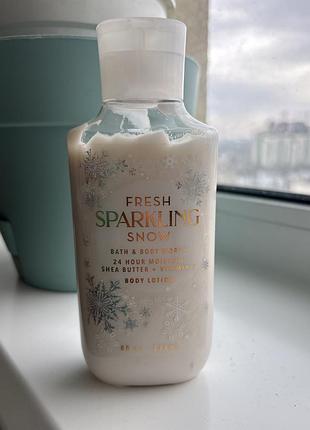 FRESH
SPARKLING
SNOW
BATH & BODY WORKS
24 HOUR MOISTURE
SHEA BUTTER +
BODY LOTION